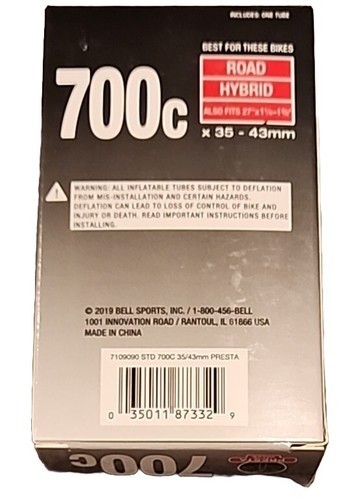 INCLUDES: ONE TUBE
BEST FOR THESE BIKES
700c
ROAD
HYBRID
ALSO FITS 27"x1¼-1⅜"
x 35 - 43mm
WARNING: ALL INFLATABLE TUBES SUBJECT TO DEFLATION
FROM MIS-INSTALLATION AND CERTAIN HAZARDS.
DEFLATION CAN LEAD TO LOSS OF CONTROL OF BIKE AND
INJURY OR DEATH. READ IMPORTANT INSTRUCTIONS BEFORE
INSTALLING.
© 2019 BELL SPORTS, INC. / 1-800-456-BELL
1001 INNOVATION ROAD / RANTOUL, IL 61866 USA
MADE IN CHINA
7109090 STD 700C 35/43mm PRESTA
0 35011 87332 9
700c
PRESTA